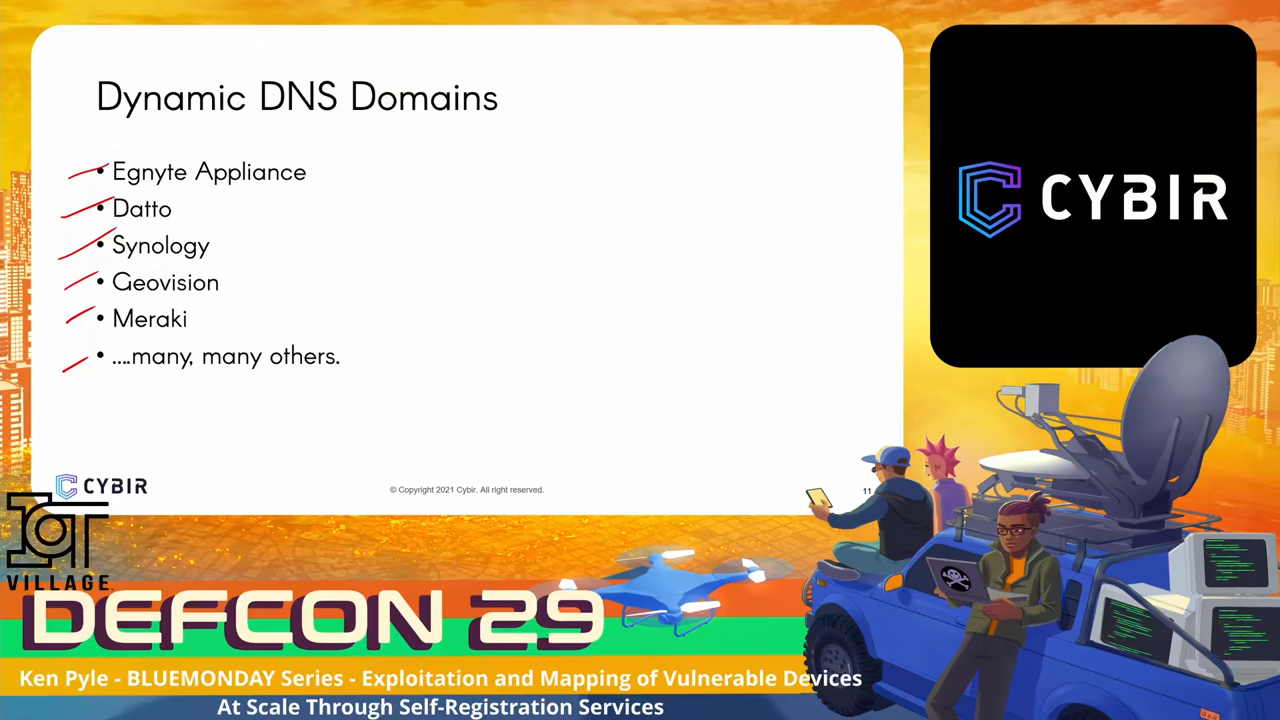 Dynamic DNS Domains
• Egnyte Appliance
• Datto
• Synology
• Geovision
• Meraki
• ....many, many others.
CYBIR
© Copyright 2021 Cybir. All right reserved.
11
CYBIR
IOT
VILLAGE
DEFCON 29
Ken Pyle - BLUEMONDAY Series - Exploitation and Mapping of Vulnerable Devices
At Scale Through Self-Registration Services